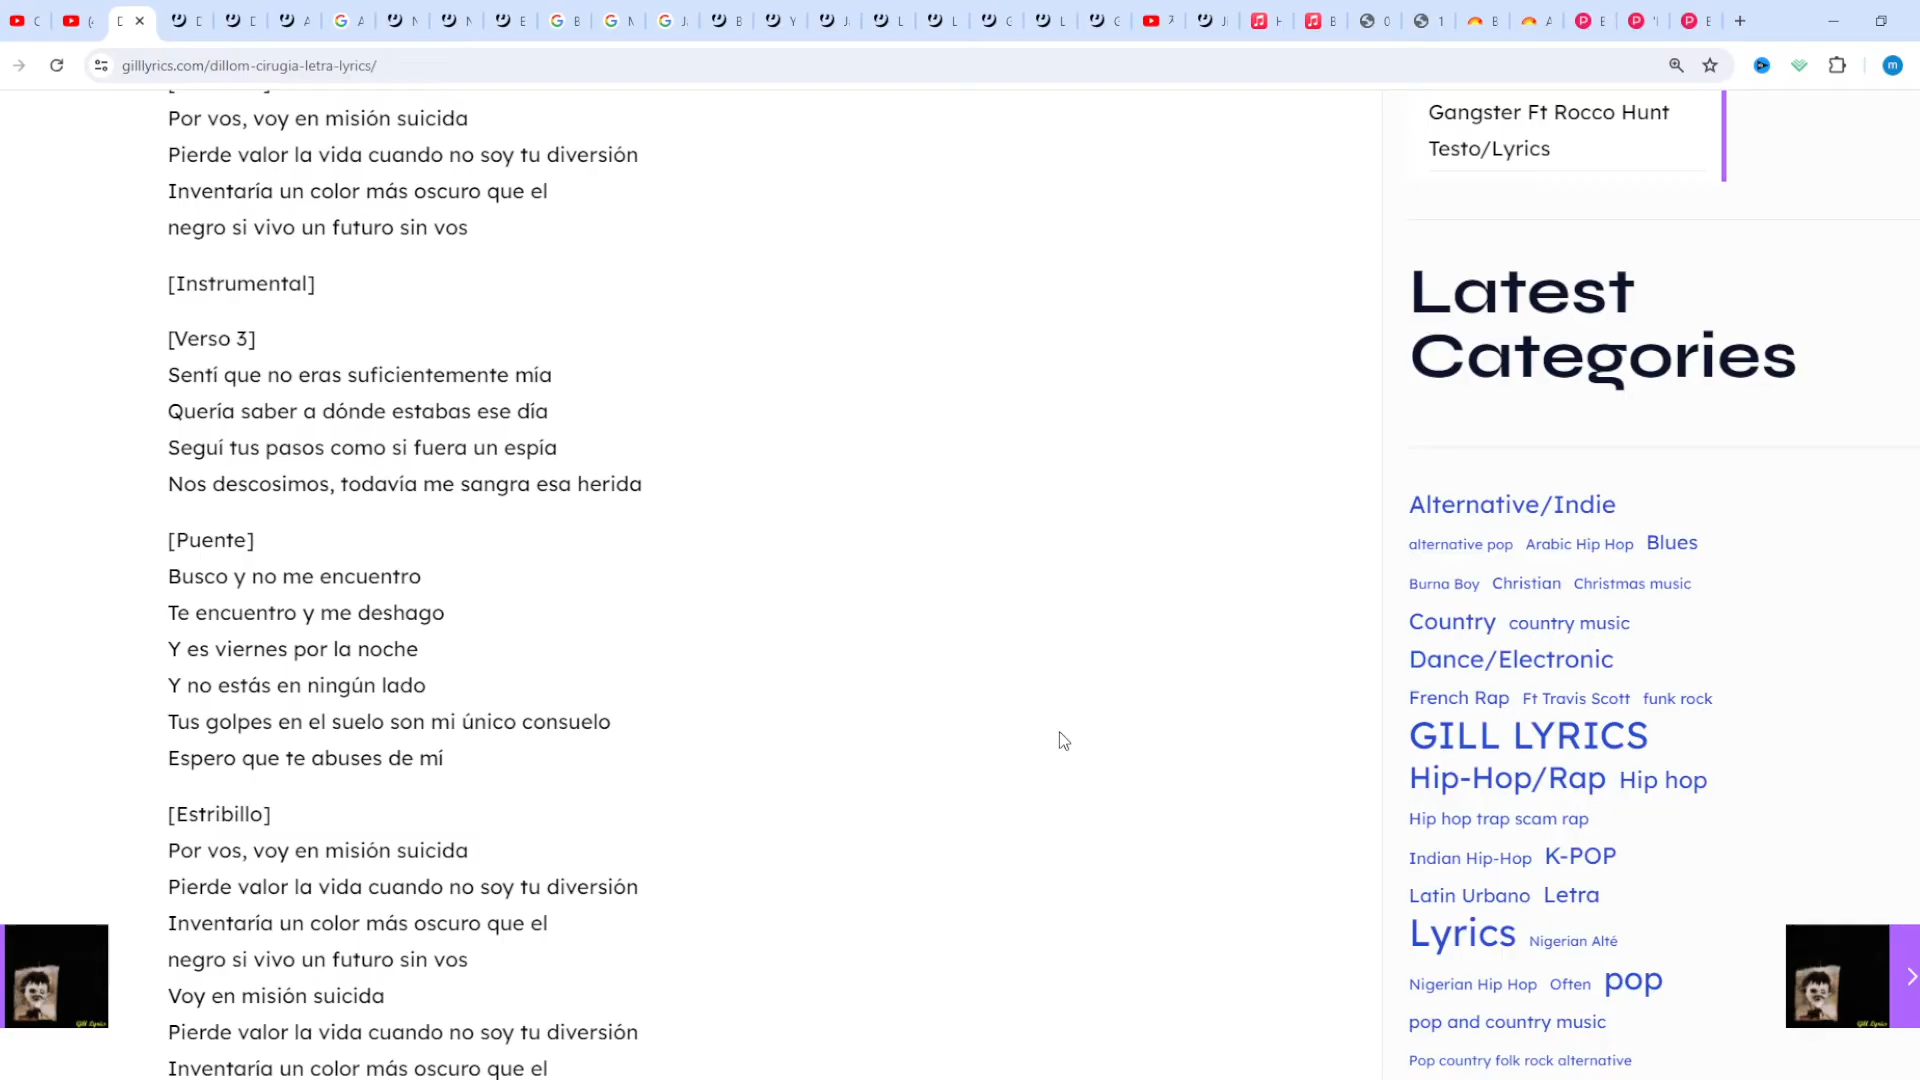 gilllyrics.com/dillom-cirugia-letra-lyrics/
m
Por vos, voy en misión suicida
Pierde valor la vida cuando no soy tu diversión
Inventaría un color más oscuro que el
negro si vivo un futuro sin vos
[Instrumental]
[Verso 3]
Sentí que no eras suficientemente mía
Quería saber a dónde estabas ese día
Seguí tus pasos como si fuera un espía
Nos descosimos, todavía me sangra esa herida
[Puente]
Busco y no me encuentro
Te encuentro y me deshago
Y es viernes por la noche
Y no estás en ningún lado
Tus golpes en el suelo son mi único consuelo
Espero que te abuses de mí
[Estribillo]
Por vos, voy en misión suicida
Pierde valor la vida cuando no soy tu diversión
Inventaría un color más oscuro que el
negro si vivo un futuro sin vos
Voy en misión suicida
Pierde valor la vida cuando no soy tu diversión
Inventaría un color más oscuro que el
Gangster Ft Rocco Hunt
Testo/Lyrics
Latest
Categories
Alternative/Indie
alternative pop Arabic Hip Hop Blues
Burna Boy Christian Christmas music
Country country music
Dance/Electronic
French Rap Ft Travis Scott funk rock
GILL LYRICS
Hip-Hop/Rap Hip hop
Hip hop trap scam rap
Indian Hip-Hop K-POP
Latin Urbano Letra
Lyrics Nigerian Alté
Nigerian Hip Hop Often pop
pop and country music
Pop country folk rock alternative
Gill Lyrics
Gill Lyrics